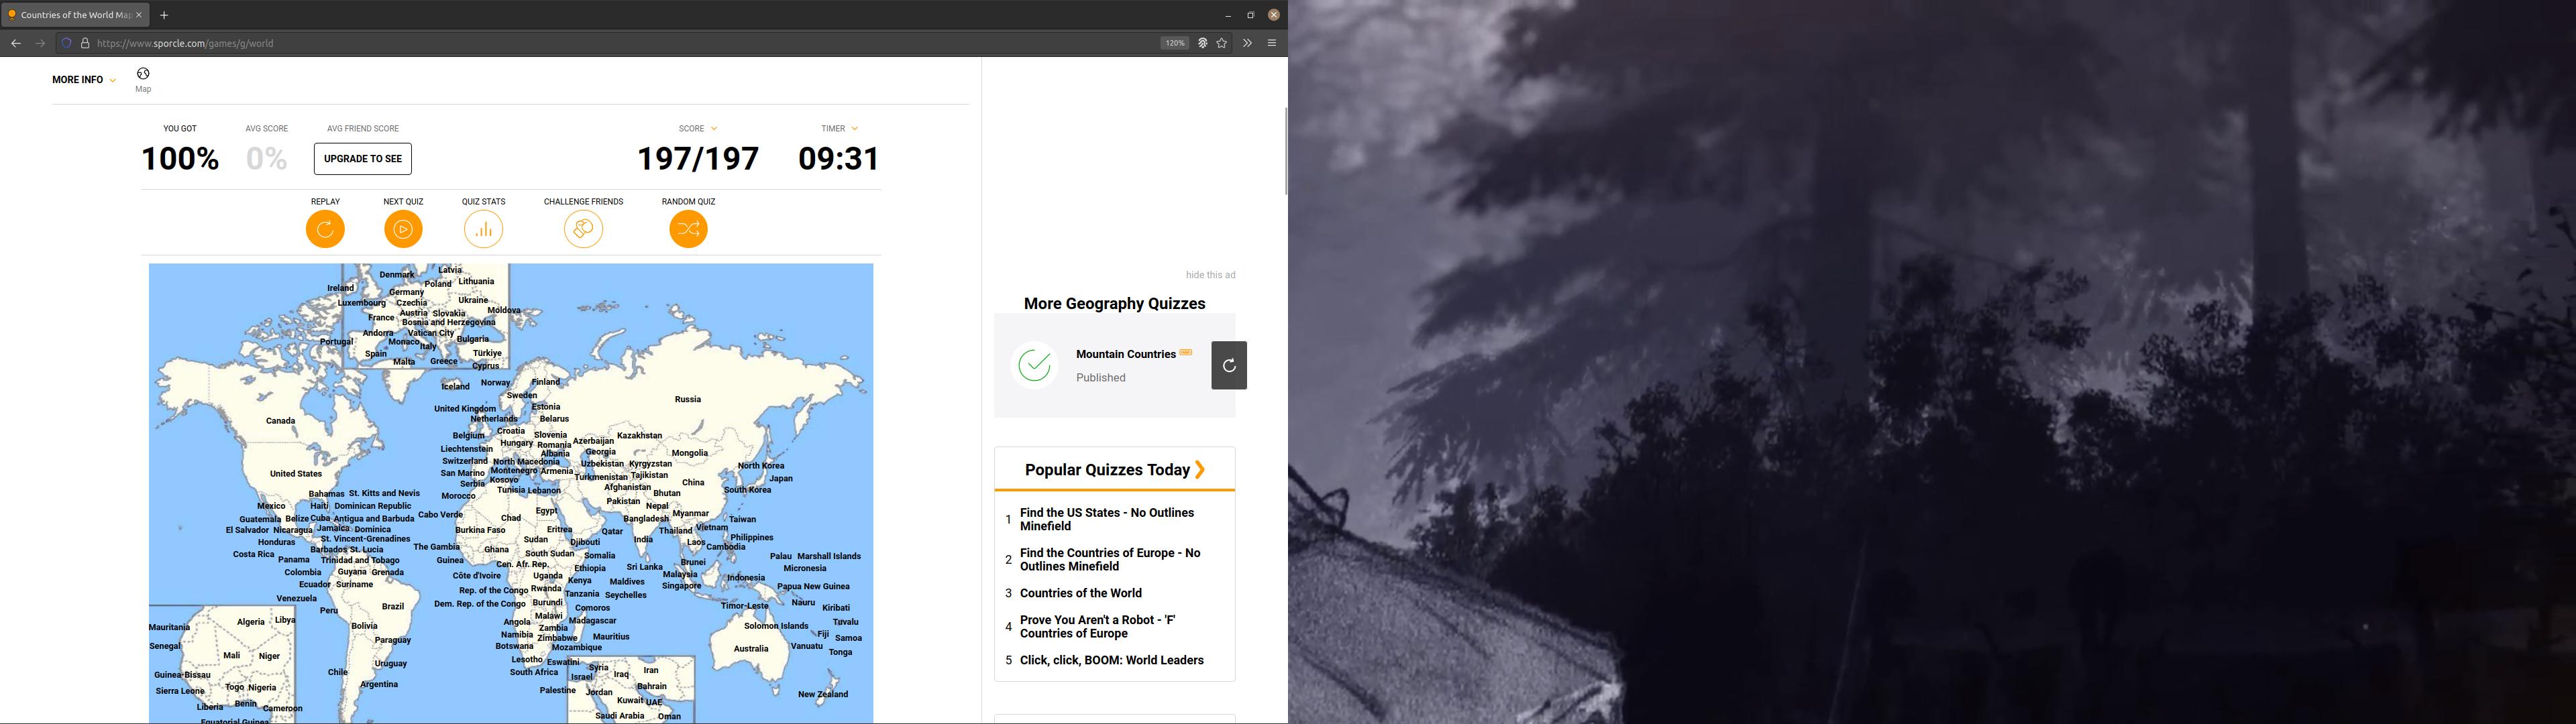 Countries of the World Ma
https://www.sporcle.com/games/g/world
120%
MORE INFO
Map
YOU GOT
AVG SCORE
AVG FRIEND SCORE
SCORE
TIMER
100%
0%
UPGRADE TO SEE
197/197
09:31
REPLAY
NEXT QUIZ
QUIZ STATS
CHALLENGE FRIENDS
RANDOM QUIZ
Latvia
Denmark
Poland
Lithuania
Ireland
Germany
Luxembourg
Czechia
Ukraine
Austria
Slovakia
Moldova
France
Bosnia and Herzegovina
Andorra
Vatican City
Portugal
Monaco
Italy
Bulgaria
Spain
Türkiye
Malta
Greece
Cyprus
Iceland
Norway
Finland
Sweden
Russia
United Kingdom
Estonia
Netherlands
Belarus
Canada
Belgium
Croatia
Slovenia
Kazakhstan
Hungary
Romania
Azerbaijan
Liechtenstein
Albania
Georgia
Mongolia
Switzerland
North Macedonia
Uzbekistan
Kyrgyzstan
North Korea
San Marino
Montenegro
Armenia
United States
Serbia
Kosovo
Turkmenistan
Tajikistan
Japan
China
Afghanistan
Morocco
Tunisia
Lebanon
Bhutan
South Korea
Bahamas
St. Kitts and Nevis
Pakistan
Mexico
Haiti
Dominican Republic
Nepal
Cabo Verde
Egypt
Myanmar
Guatemala
Belize
Cuba
Antigua and Barbuda
Chad
Bangladesh
Taiwan
El Salvador
Nicaragua
Jamaica
Dominica
Burkina Faso
Eritrea
Qatar
Thailand
Vietnam
Honduras
St. Vincent-Grenadines
Sudan
Djibouti
India
Laos
Philippines
Costa Rica
Barbados
St. Lucia
The Gambia
Ghana
South Sudan
Somalia
Cambodia
Panama
Trinidad and Tobago
Guinea
Cen. Afr. Rep.
Ethiopia
Sri Lanka
Brunei
Palau
Marshall Islands
Colombia
Guyana
Grenada
Côte d'Ivoire
Uganda
Kenya
Maldives
Malaysia
Indonesia
Micronesia
Ecuador
Suriname
Rep. of the Congo
Rwanda
Tanzania
Seychelles
Singapore
Papua New Guinea
Venezuela
Dem. Rep. of the Congo
Burundi
Comoros
Timor-Leste
Nauru
Kiribati
Peru
Brazil
Malawi
Madagascar
Algeria
Libya
Angola
Zambia
Tuvalu
Mauritania
Bolivia
Namibia
Zimbabwe
Mauritius
Solomon Islands
Fiji
Samoa
Senegal
Paraguay
Botswana
Mozambique
Australia
Vanuatu
Tonga
Mali
Niger
Uruguay
Lesotho
Eswatini
Syria
Iran
Guinea-Bissau
Chile
South Africa
Israel
Iraq
Sierra Leone
Togo
Nigeria
Argentina
Palestine
Jordan
Bahrain
New Zealand
Liberia
Benin
Cameroon
Kuwait
UAE
Equatorial Guinea
Saudi Arabia
Oman
hide this ad
More Geography Quizzes
Mountain Countries
Published
Popular Quizzes Today
1 Find the US States - No Outlines
Minefield
2 Find the Countries of Europe - No
Outlines Minefield
3 Countries of the World
4 Prove You Aren't a Robot - 'F'
Countries of Europe
5 Click, click, BOOM: World Leaders